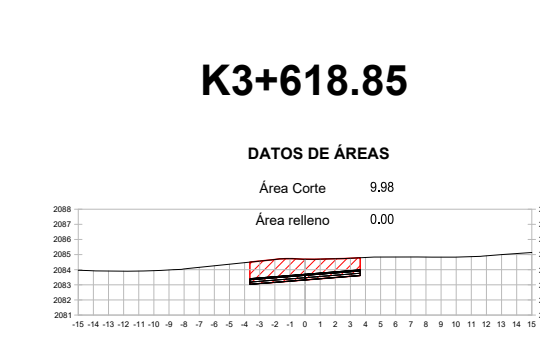 K3+618.85
DATOS DE ÁREAS
Área Corte 9.98
2088
Área relleno 0.00
2087
2086
2085
2084
2083
2082
2081
-15 -14 -13 -12 -11 -10 -9 -8 -7 -6 -5 -4 -3 -2 -1 0 1 2 3 4 5 6 7 8 9 10 11 12 13 14 15